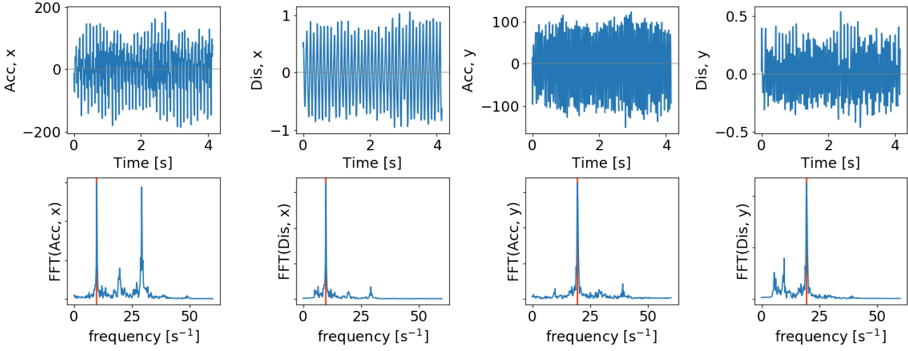 Acc, x
200
0
−200
0 2 4
Time [s]
Dis, x
1
0
−1
0 2 4
Time [s]
Acc, y
100
0
−100
0 2 4
Time [s]
Dis, y
0.5
0.0
−0.5
0 2 4
Time [s]
FFT(Acc, x)
0 25 50
frequency [s⁻¹]
FFT(Dis, x)
0 25 50
frequency [s⁻¹]
FFT(Acc, y)
0 25 50
frequency [s⁻¹]
FFT(Dis, y)
0 25 50
frequency [s⁻¹]